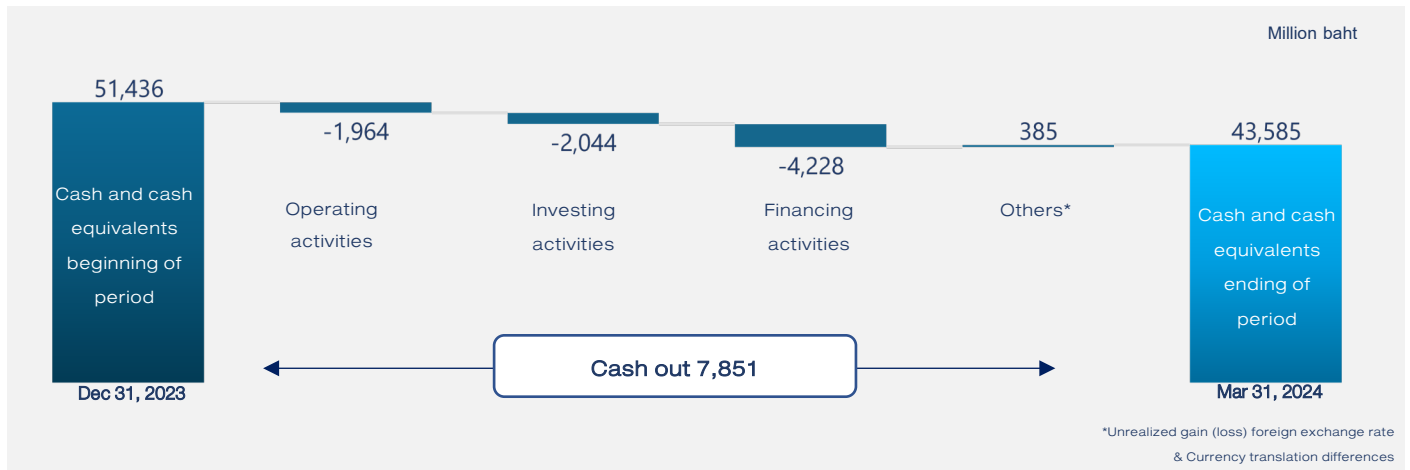 Million baht
51,436
-1,964
-2,044
-4,228
385
43,585
Cash and cash
equivalents
beginning of
period
Operating
activities
Investing
activities
Financing
activities
Others*
Cash and cash
equivalents
ending of
period
Cash out 7,851
Dec 31, 2023
Mar 31, 2024
*Unrealized gain (loss) foreign exchange rate
& Currency translation differences